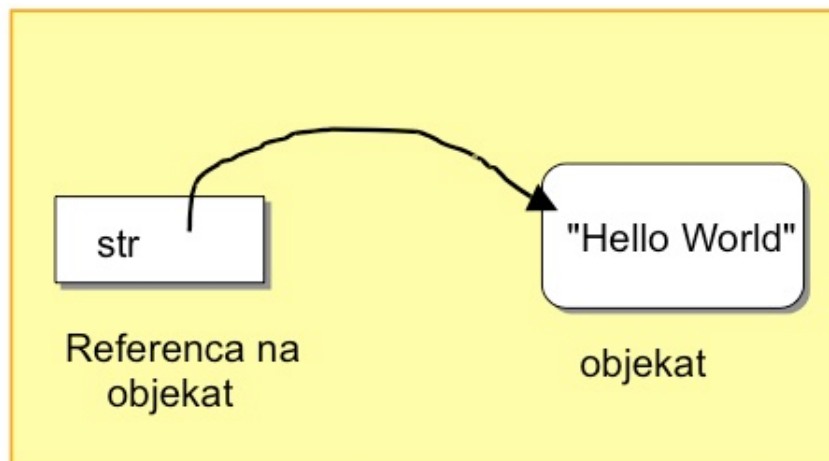 str
"Hello World"
Referenca na
objekat
objekat